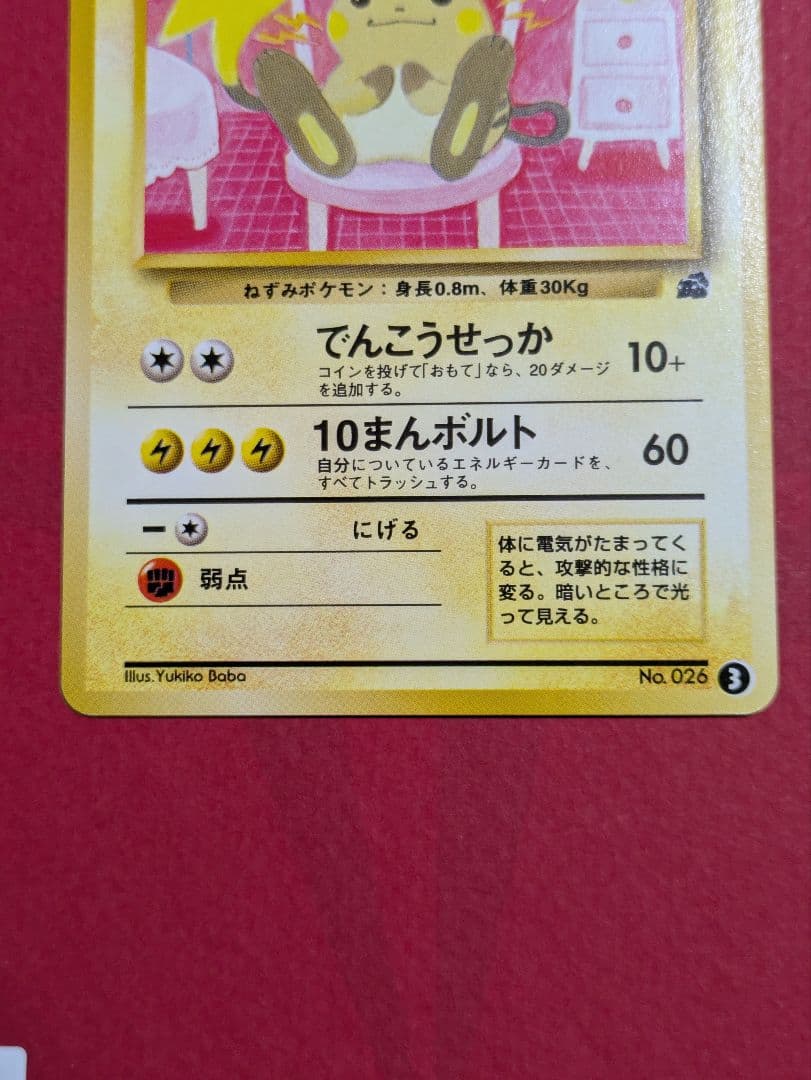 ねずみポケモン：身長0.8m、体重30Kg
でんこうせっか 10+
コインを投げて「おもて」なら、20ダメージ
を追加する。
10まんボルト 60
自分についているエネルギーカードを、
すべてトラッシュする。
にげる
弱点
体に電気がたまってく
ると、攻撃的な性格に
変る。暗いところで光
って見える。
Illus.Yukiko Baba
No. 026 3